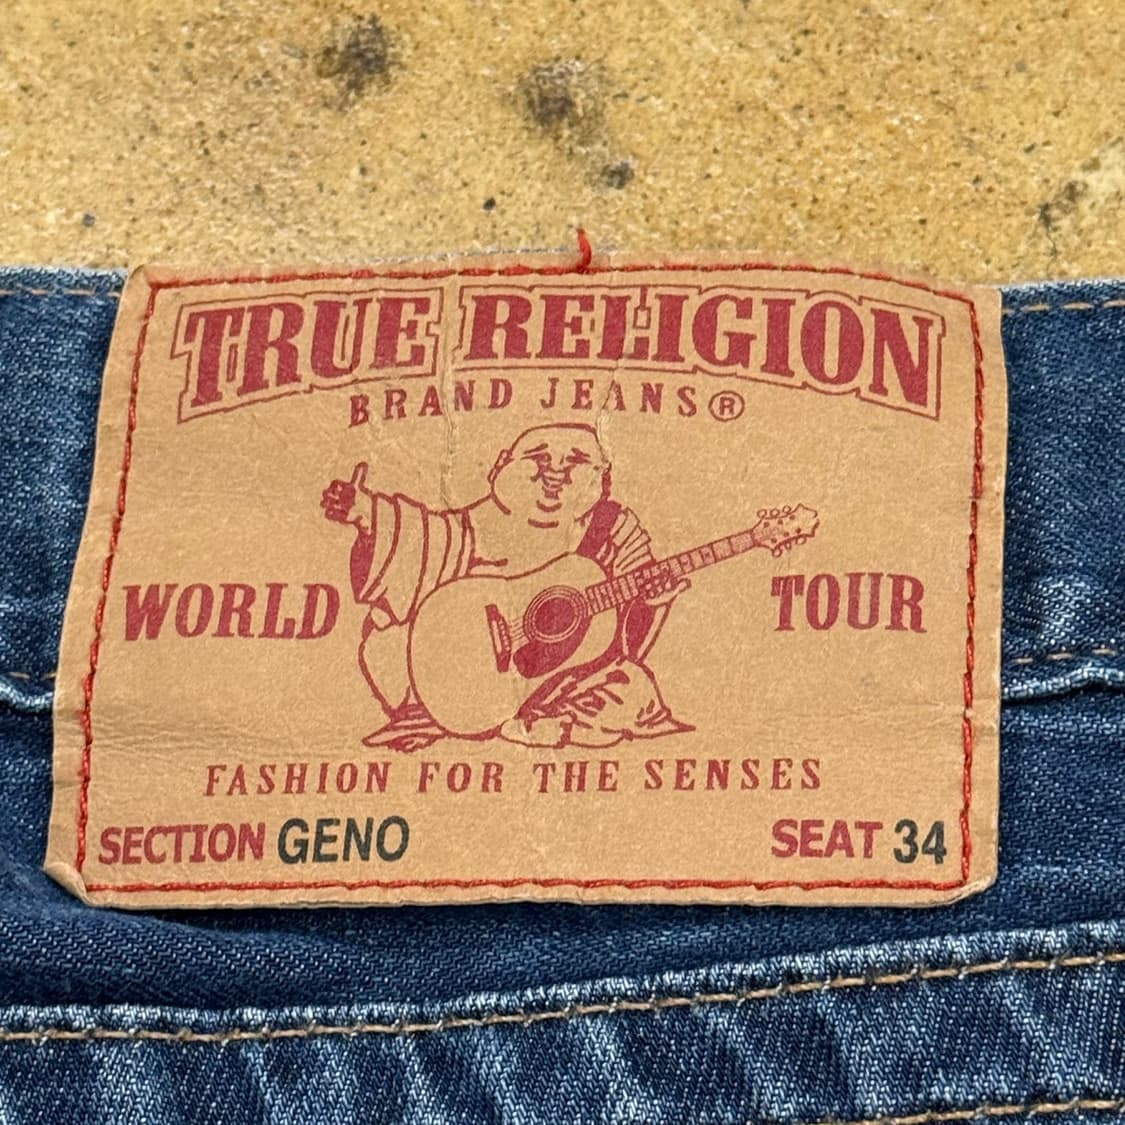 TRUE RELIGION
BRAND JEANS®
WORLD TOUR
FASHION FOR THE SENSES
SECTION GENO SEAT 34